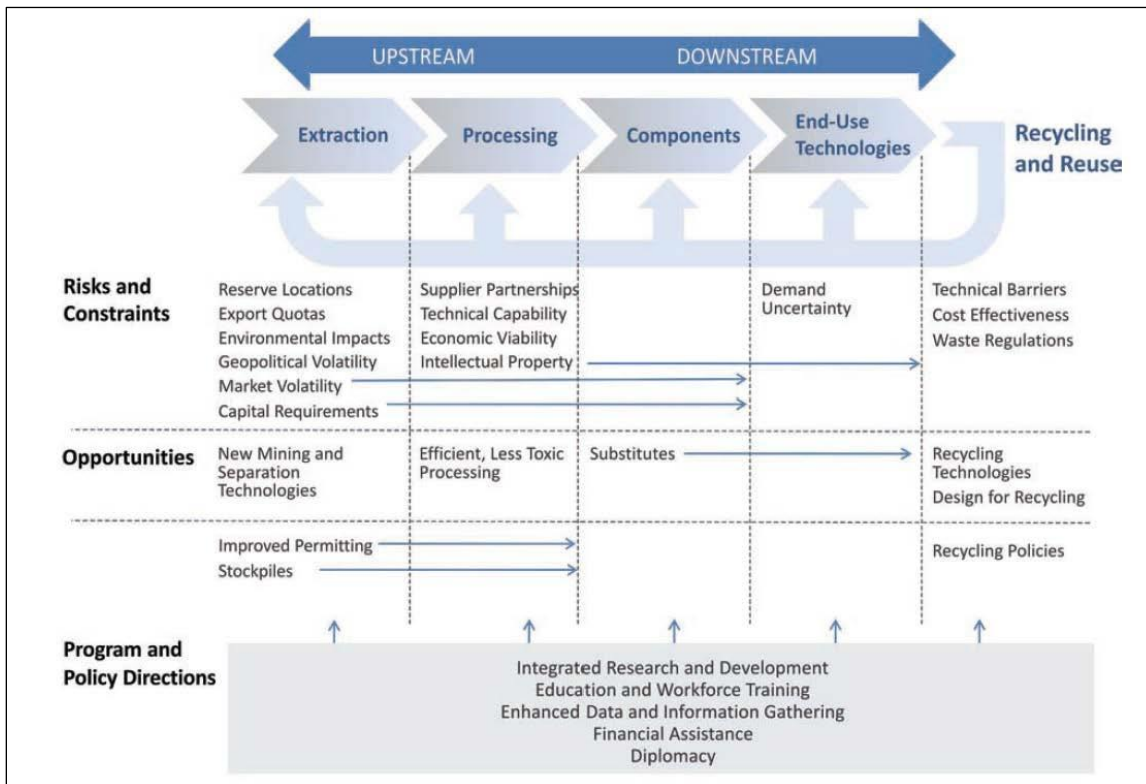 UPSTREAM
DOWNSTREAM
Extraction
Processing
Components
End-Use
Technologies
Recycling
and Reuse
Risks and
Constraints
Reserve Locations
Export Quotas
Environmental Impacts
Geopolitical Volatility
Market Volatility
Capital Requirements
Supplier Partnerships
Technical Capability
Economic Viability
Intellectual Property
Demand
Uncertainty
Technical Barriers
Cost Effectiveness
Waste Regulations
Opportunities
New Mining and
Separation
Technologies
Efficient, Less Toxic
Processing
Substitutes
Recycling
Technologies
Design for Recycling
Improved Permitting
Stockpiles
Recycling Policies
Program and
Policy Directions
Integrated Research and Development
Education and Workforce Training
Enhanced Data and Information Gathering
Financial Assistance
Diplomacy